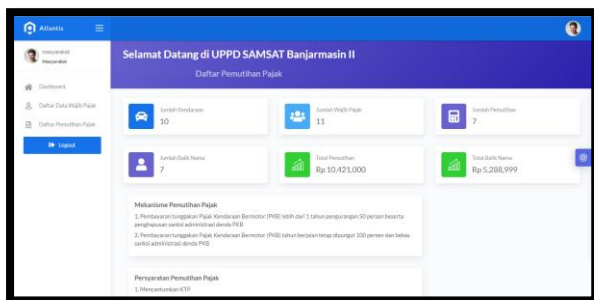 Atlantis
masyarakat
Masyarakat
Dashboard
Daftar Data Wajib Pajak
Daftar Pemutihan Pajak
Logout
Selamat Datang di UPPD SAMSAT Banjarmasin II
Daftar Pemutihan Pajak
Jumlah Kendaraan
10
Jumlah Wajib Pajak
11
Jumlah Pemutihan
7
Jumlah Balik Nama
7
Total Pemutihan
Rp 10.421,000
Total Balik Nama
Rp 5.288,999
Mekanisme Pemutihan Pajak
1. Pembayaran tunggakan Pajak Kendaraan Bermotor (PKB) lebih dari 1 tahun pengurangan 50 persen beserta
penghapusan sanksi administrasi denda PKB
2. Pembayaran tunggakan Pajak Kendaraan Bermotor (PKB) tahun berjalan tetap dipungut 100 persen dan bebas
sanksi administrasi denda PKB
Persyaratan Pemutihan Pajak
1. Mencantumkan KTP